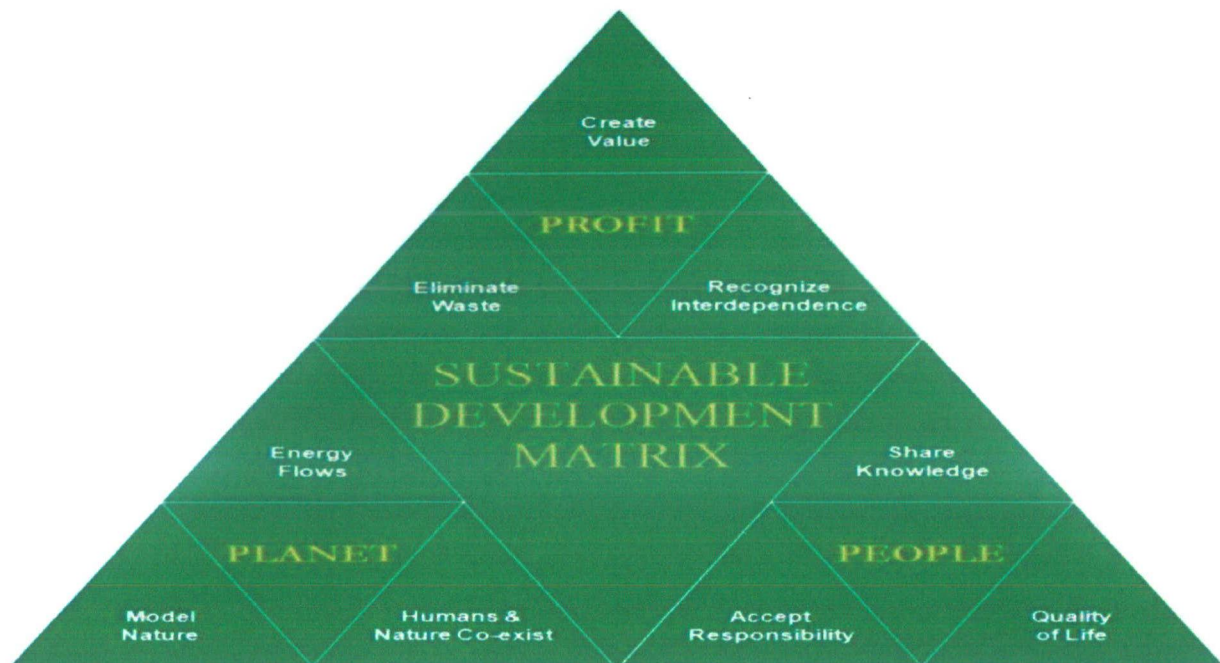 Create
Value
PROFIT
Eliminate
Waste
Recognize
Interdependence
SUSTAINABLE
DEVELOPMENT
MATRIX
Energy
Flows
Share
Knowledge
PLANET
PEOPLE
Model
Nature
Humans &
Nature Co-exist
Accept
Responsibility
Quality
of Life